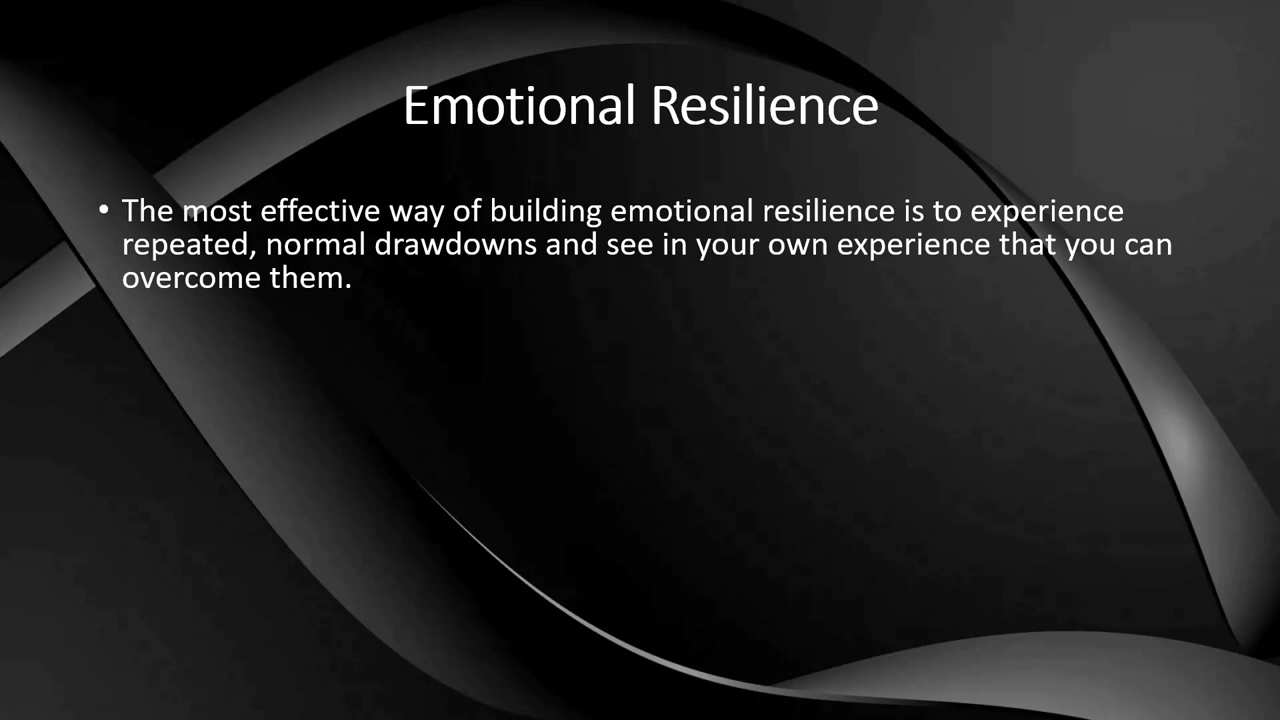 Emotional Resilience
• The most effective way of building emotional resilience is to experience
repeated, normal drawdowns and see in your own experience that you can
overcome them.